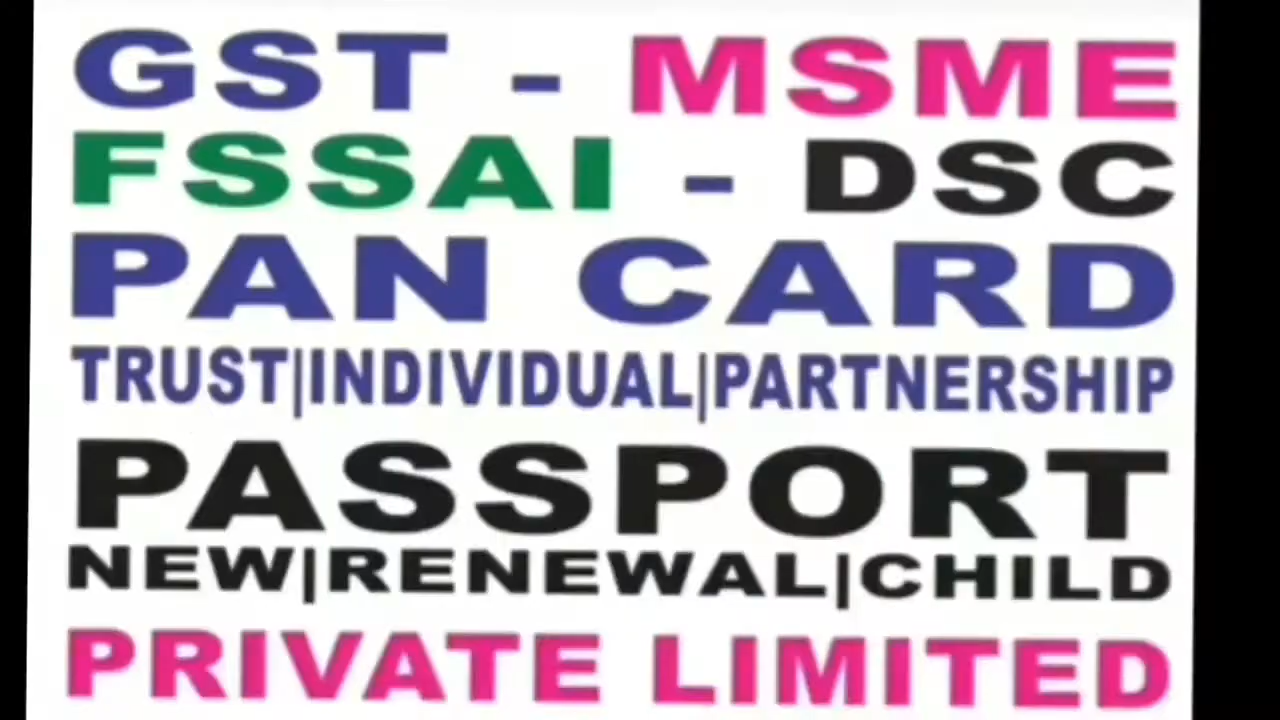 GST - MSME
FSSAI - DSC
PAN CARD
TRUST|INDIVIDUAL|PARTNERSHIP
PASSPORT
NEW|RENEWAL|CHILD
PRIVATE LIMITED